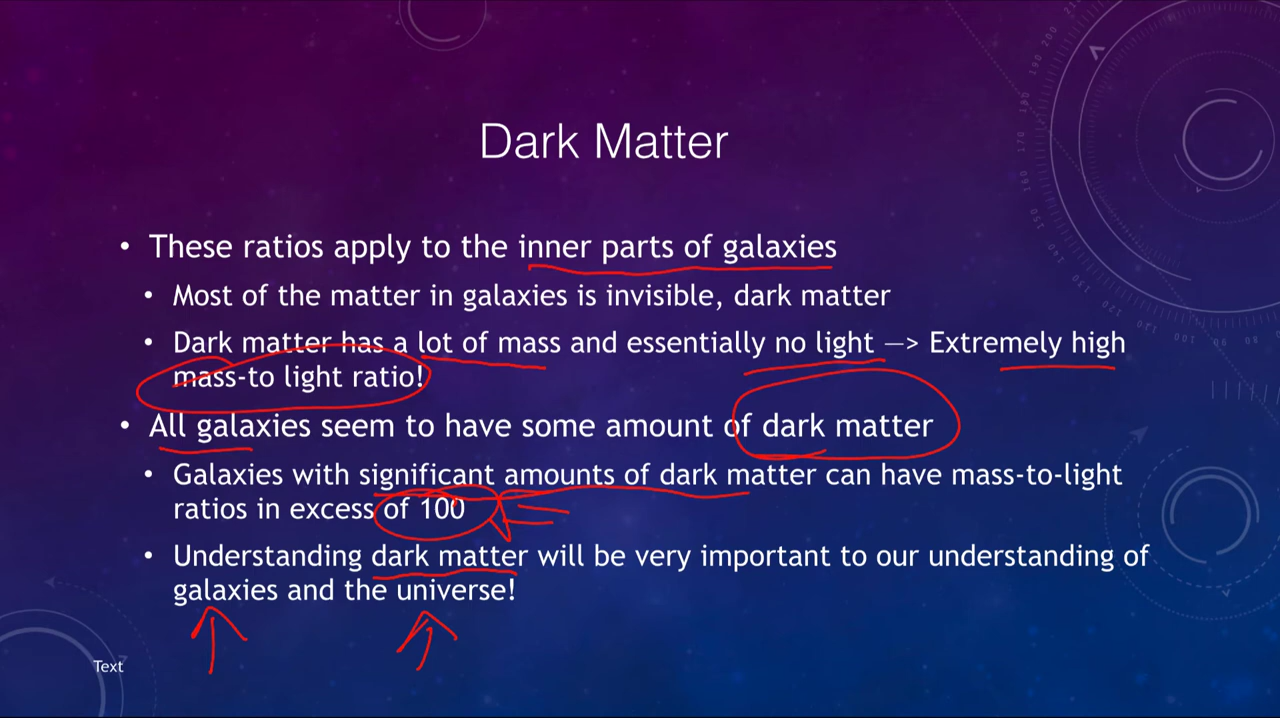 Dark Matter
• These ratios apply to the inner parts of galaxies
• Most of the matter in galaxies is invisible, dark matter
• Dark matter has a lot of mass and essentially no light —> Extremely high
mass-to light ratio!
• All galaxies seem to have some amount of dark matter
• Galaxies with significant amounts of dark matter can have mass-to-light
ratios in excess of 100
• Understanding dark matter will be very important to our understanding of
galaxies and the universe!
Text